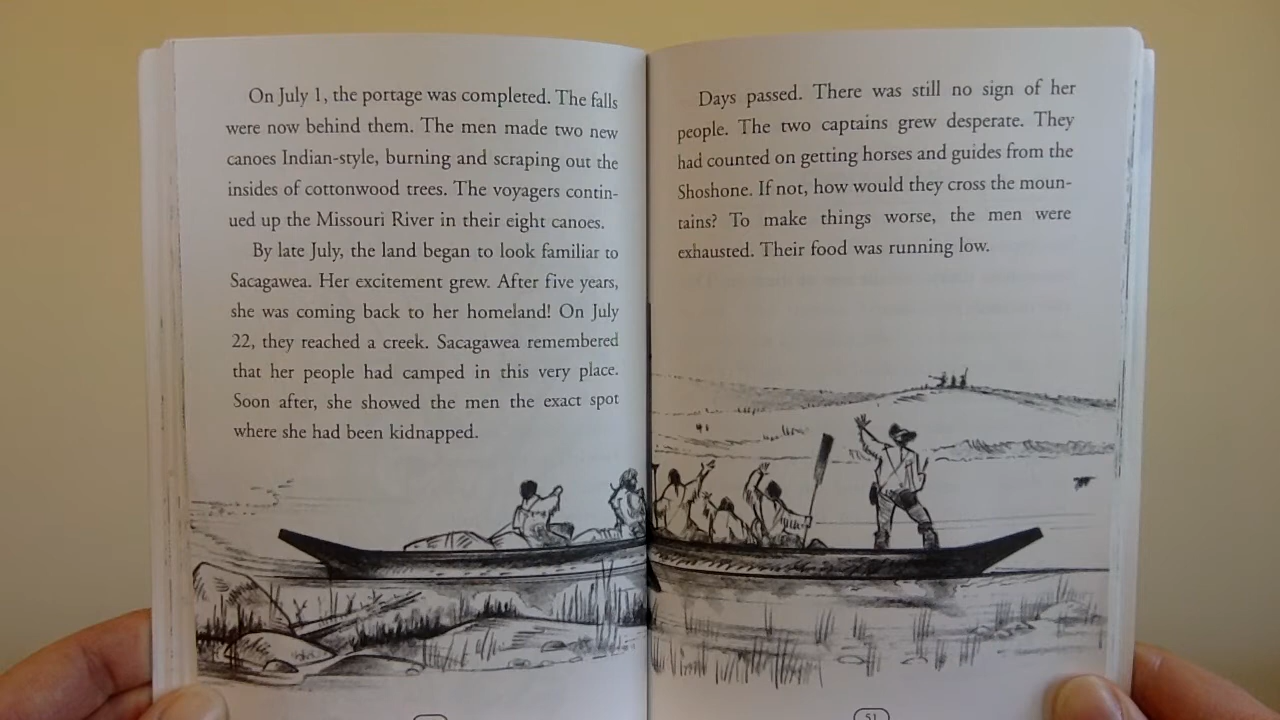 On July 1, the portage was completed. The falls
were now behind them. The men made two new
canoes Indian-style, burning and scraping out the
insides of cottonwood trees. The voyagers contin-
ued up the Missouri River in their eight canoes.
By late July, the land began to look familiar to
Sacagawea. Her excitement grew. After five years,
she was coming back to her homeland! On July
22, they reached a creek. Sacagawea remembered
that her people had camped in this very place.
Soon after, she showed the men the exact spot
where she had been kidnapped.
Days passed. There was still no sign of her
people. The two captains grew desperate. They
had counted on getting horses and guides from the
Shoshone. If not, how would they cross the moun-
tains? To make things worse, the men were
exhausted. Their food was running low.
51